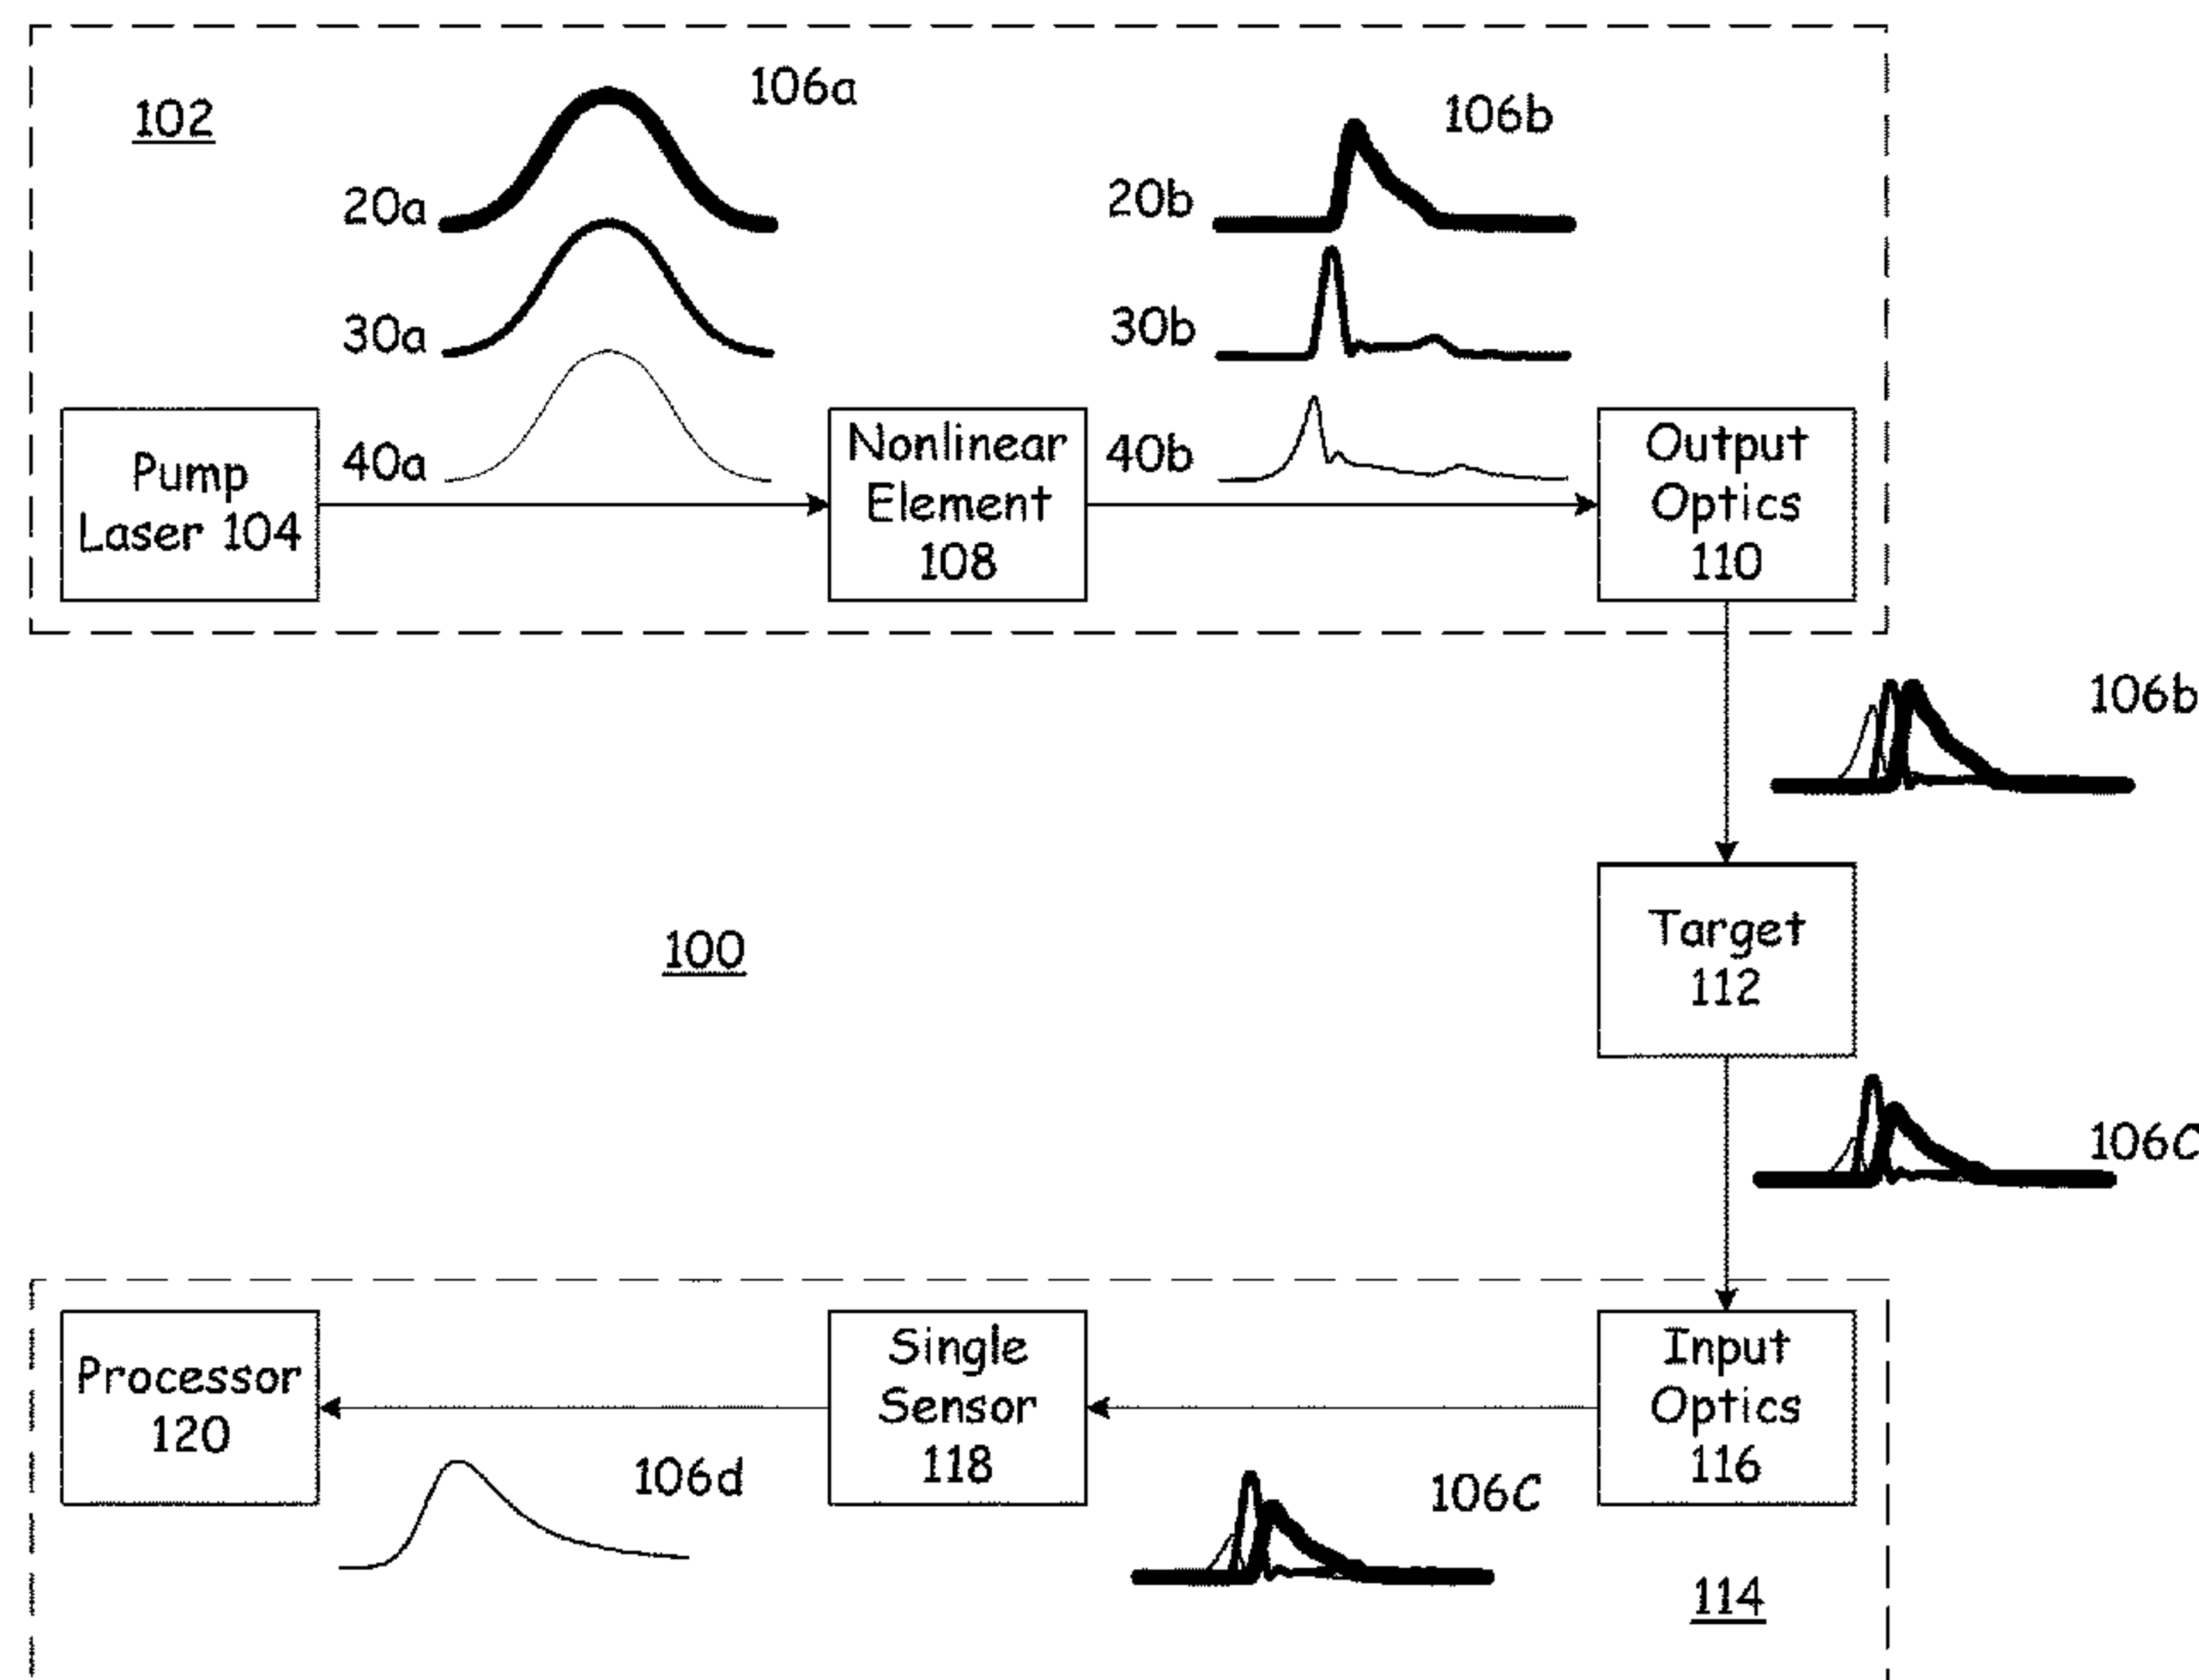 102
106a
106b
20a
20b
30a
30b
40a
40b
Pump
Laser 104
Nonlinear
Element
108
Output
Optics
110
106b
Target
112
100
106C
Processor
120
Single
Sensor
118
Input
Optics
116
106d
106C
114